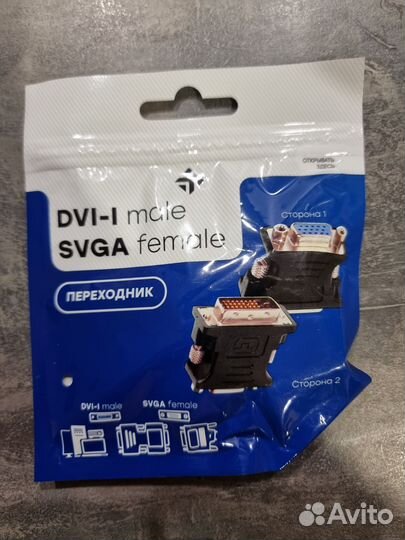 ОТКРЫВАТЬ
ЗДЕСЬ
DVI-I male
SVGA female
Сторона 1
ПЕРЕХОДНИК
Сторона 2
DVI-I male
SVGA female
Avito